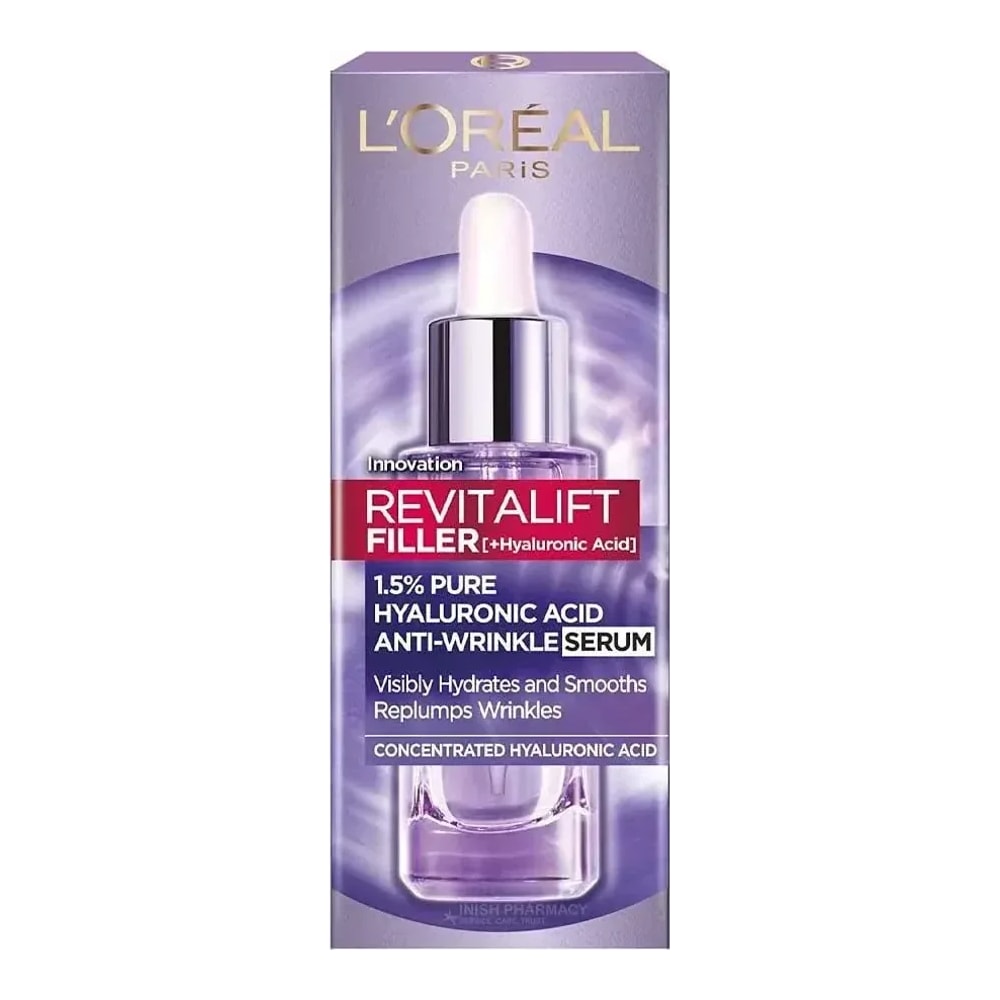 L'ORÉAL
PARiS
Innovation
REVITALIFT
FILLER [+Hyaluronic Acid]
1.5% PURE
HYALURONIC ACID
ANTI-WRINKLE SERUM
Visibly Hydrates and Smooths
Replumps Wrinkles
CONCENTRATED HYALURONIC ACID
INISH PHARMACY